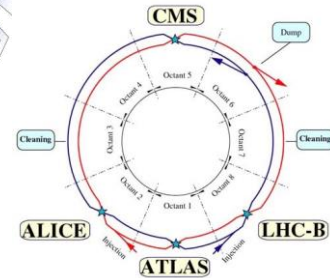 CMS
Dump
Octant 5
Octant 4
Octant 6
Cleaning
Octant 3
Octant 7
Cleaning
Octant 2
Octant 8
Octant 1
ALICE
LHC-B
Injection
Injection
ATLAS